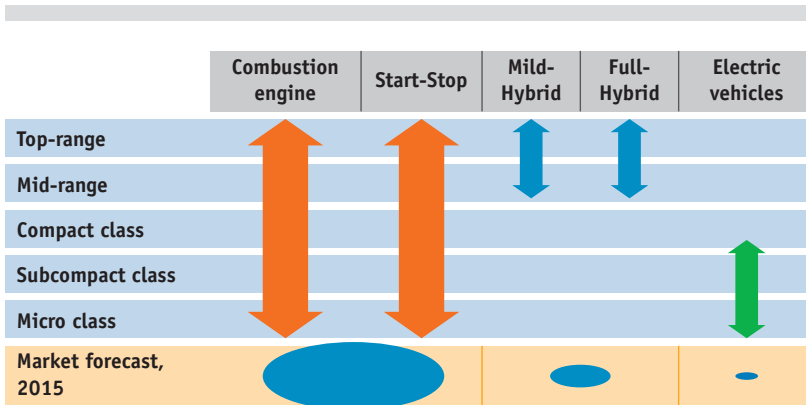 Combustion
engine
Start-Stop
Mild-
Hybrid
Full-
Hybrid
Electric
vehicles
Top-range
Mid-range
Compact class
Subcompact class
Micro class
Market forecast,
2015